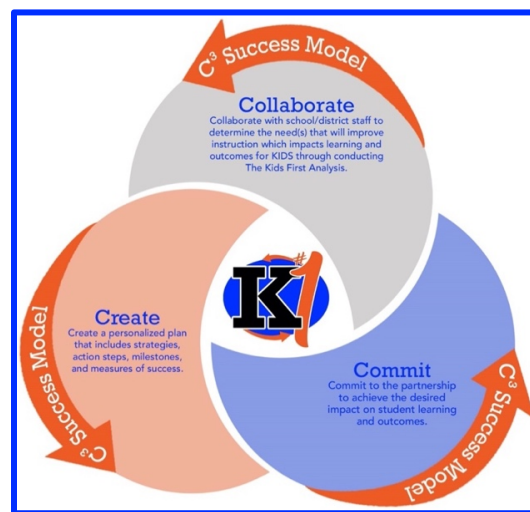 C³ Success Model
Collaborate
Collaborate with school/district staff to
determine the need(s) that will improve
instruction which impacts learning and
outcomes for KIDS through conducting
The Kids First Analysis.
#1
K
Create
Create a personalized plan
that includes strategies,
action steps, milestones,
and measures of success.
C³ Success Model
Commit
Commit to the partnership
to achieve the desired
impact on student learning
and outcomes.
C³ Success Model